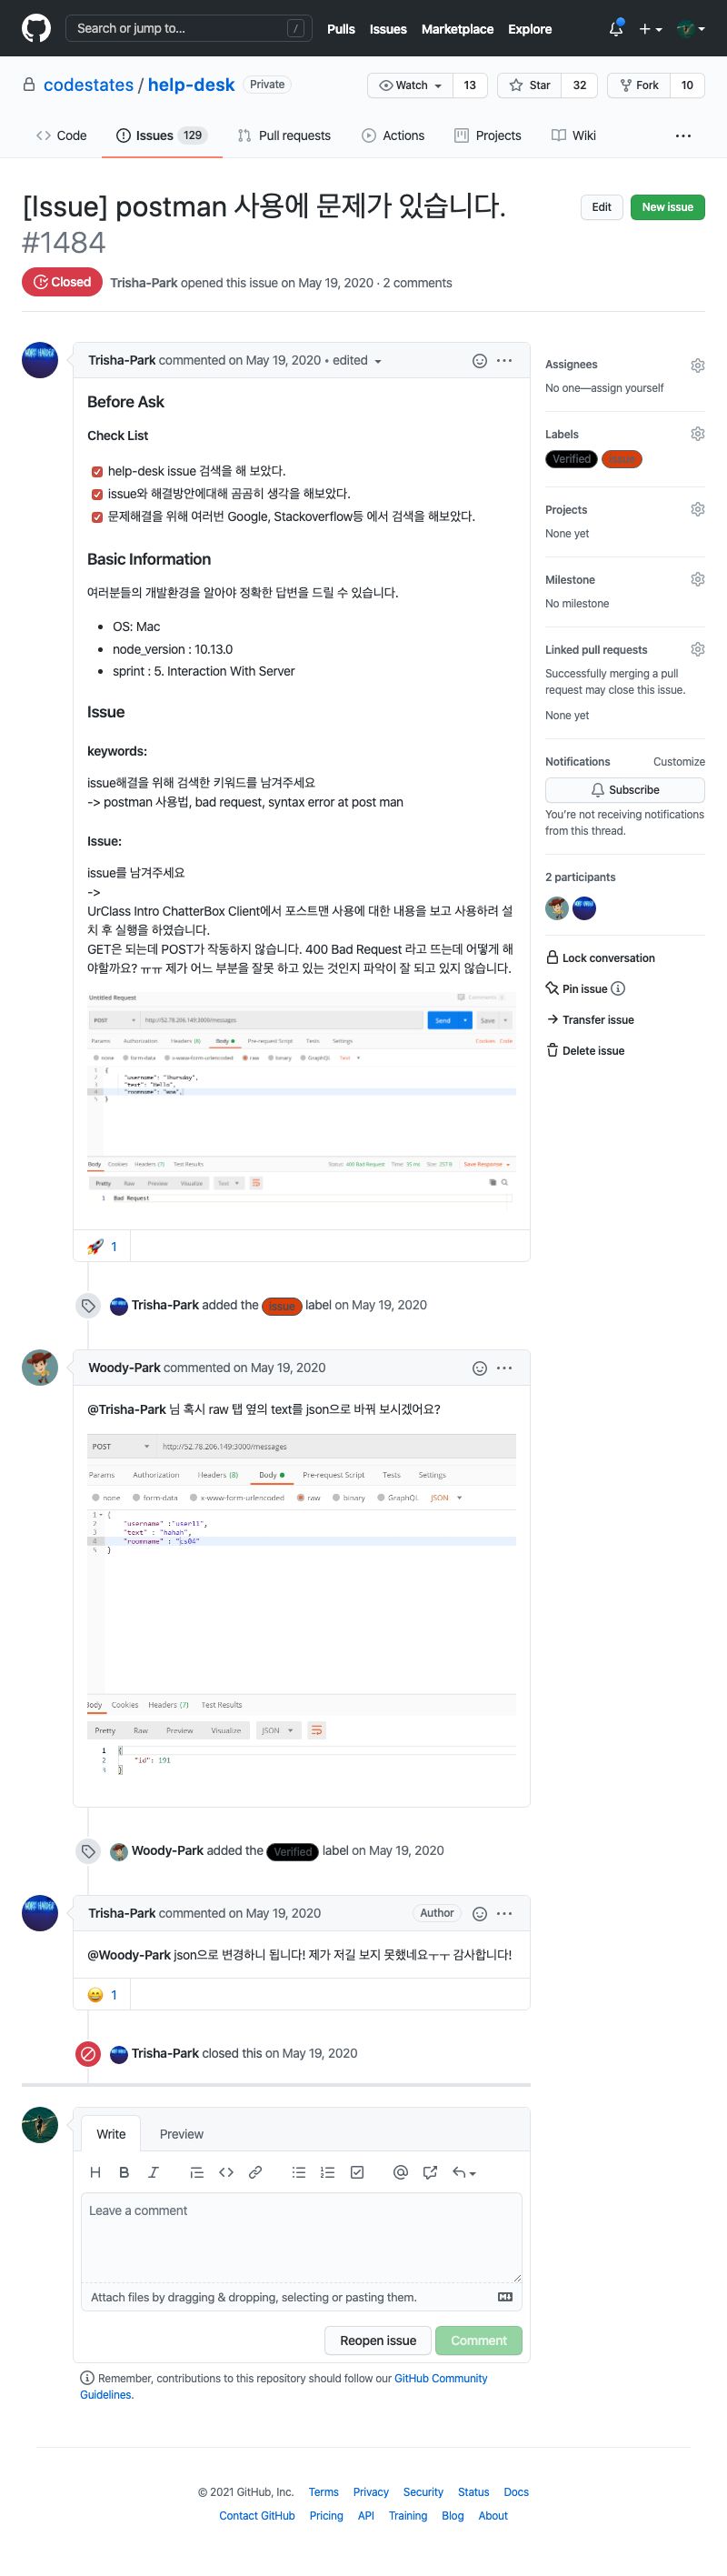 Search or jump to...
/
Pulls Issues Marketplace Explore
codestates / help-desk Private
Watch 13 Star 32 Fork 10
Code Issues 129 Pull requests Actions Projects Wiki
[Issue] postman 사용에 문제가 있습니다.
#1484
Edit New issue
Closed Trisha-Park opened this issue on May 19, 2020 · 2 comments
Trisha-Park commented on May 19, 2020 • edited
Before Ask
Check List
help-desk issue 검색을 해 보았다.
issue와 해결방안에대해 곰곰히 생각을 해보았다.
문제해결을 위해 여러번 Google, Stackoverflow등 에서 검색을 해보았다.
Basic Information
여러분들의 개발환경을 알아야 정확한 답변을 드릴 수 있습니다.
• OS: Mac
• node_version : 10.13.0
• sprint : 5. Interaction With Server
Issue
keywords:
issue해결을 위해 검색한 키워드를 남겨주세요
-> postman 사용법, bad request, syntax error at post man
Issue:
issue를 남겨주세요
->
UrClass Intro ChatterBox Client에서 포스트맨 사용에 대한 내용을 보고 사용하려 설
치 후 실행을 하였습니다.
GET은 되는데 POST가 작동하지 않습니다. 400 Bad Request 라고 뜨는데 어떻게 해
야할까요? ㅠㅠ 제가 어느 부분을 잘못 하고 있는 것인지 파악이 잘 되고 있지 않습니다.
Untitled Request
Comments
POST http://52.78.206.149:3000/messages Send Save
Params Authorization Headers (8) Body Pre-request Script Tests Settings Cookies Code
none form-data x-www-form-urlencoded raw binary GraphQL Text
1 {
2 "username": "Thursday",
3 "text": "Hello",
4 "roomname": "wow",
5 }
Body Cookies Headers (7) Test Results Status: 400 Bad Request Time: 35 ms Size: 257 B Save Response
Pretty Raw Preview Visualize Text
1 Bad Request
🚀 1
Trisha-Park added the issue label on May 19, 2020
Woody-Park commented on May 19, 2020
@Trisha-Park 님 혹시 raw 탭 옆의 text를 json으로 바꿔 보시겠어요?
POST http://52.78.206.149:3000/messages
Params Authorization Headers (8) Body Pre-request Script Tests Settings
none form-data x-www-form-urlencoded raw binary GraphQL JSON
1 {
2 "username" :"user11",
3 "text" : "hahah",
4 "roomname" : "cs04"
5 }
Body Cookies Headers (7) Test Results
Pretty Raw Preview Visualize JSON
1 {
2 "id": 191
3 }
Woody-Park added the Verified label on May 19, 2020
Trisha-Park commented on May 19, 2020 Author
@Woody-Park json으로 변경하니 됩니다! 제가 저길 보지 못했네요ㅜㅜ 감사합니다!
😄 1
Trisha-Park closed this on May 19, 2020
Write Preview
Leave a comment
Attach files by dragging & dropping, selecting or pasting them.
Reopen issue Comment
Remember, contributions to this repository should follow our GitHub Community
Guidelines.
Assignees
No one—assign yourself
Labels
Verified issue
Projects
None yet
Milestone
No milestone
Linked pull requests
Successfully merging a pull
request may close this issue.
None yet
Notifications Customize
Subscribe
You're not receiving notifications
from this thread.
2 participants
Lock conversation
Pin issue
Transfer issue
Delete issue
© 2021 GitHub, Inc. Terms Privacy Security Status Docs
Contact GitHub Pricing API Training Blog About